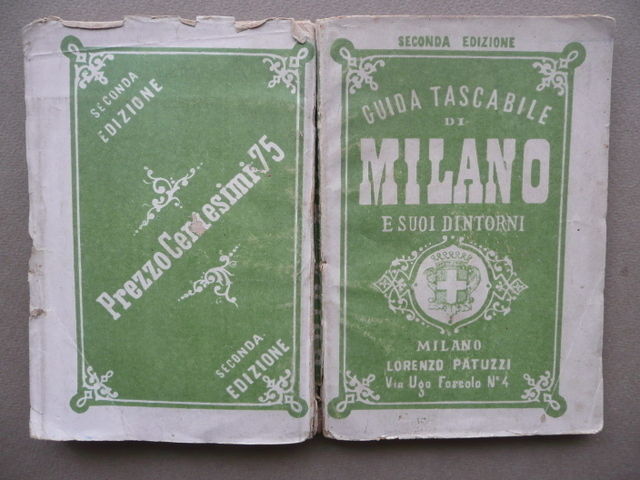 SECONDA
EDIZIONE
Prezzo Centesimi 75
SECONDA
EDIZIONE
SECONDA EDIZIONE
GUIDA TASCABILE
DI
MILANO
E SUOI DINTORNI
MILANO
LORENZO PATUZZI
Via Ugo Foscolo N° 4